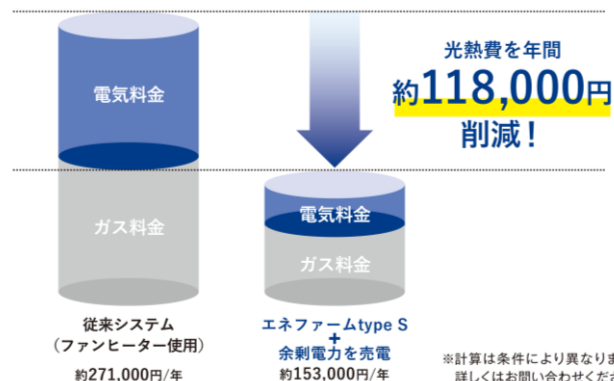 電気料金
ガス料金
光熱費を年間
約118,000円
削減！
電気料金
ガス料金
従来システム
(ファンヒーター使用)
約271,000円/年
エネファームtype S
+
余剰電力を売電
約153,000円/年
※計算は条件により異なりま
詳しくはお問い合わせくだ